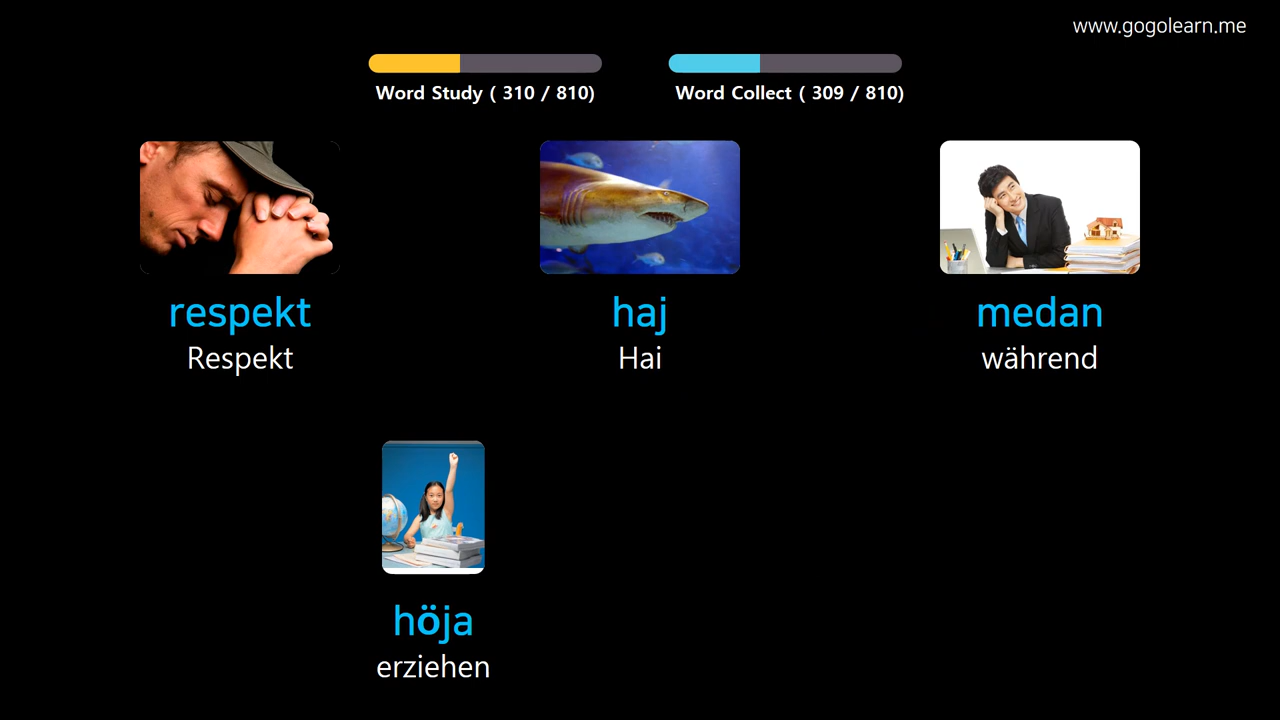 www.gogolearn.me
Word Study ( 310 / 810)
Word Collect ( 309 / 810)
respekt
Respekt
haj
Hai
medan
während
höja
erziehen